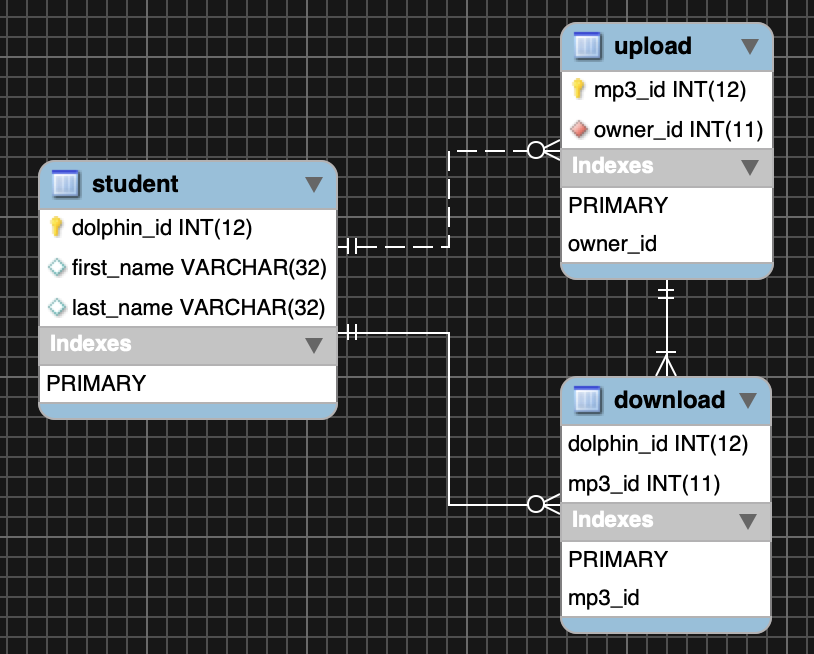 student
dolphin_id INT(12)
first_name VARCHAR(32)
last_name VARCHAR(32)
Indexes
PRIMARY
upload
mp3_id INT(12)
owner_id INT(11)
Indexes
PRIMARY
owner_id
download
dolphin_id INT(12)
mp3_id INT(11)
Indexes
PRIMARY
mp3_id